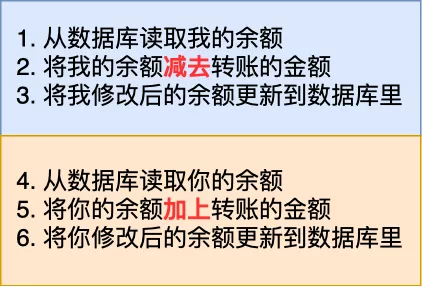 1. 从数据库读取我的余额
2. 将我的余额减去转账的金额
3. 将我修改后的余额更新到数据库里
4. 从数据库读取你的余额
5. 将你的余额加上转账的金额
6. 将你修改后的余额更新到数据库里